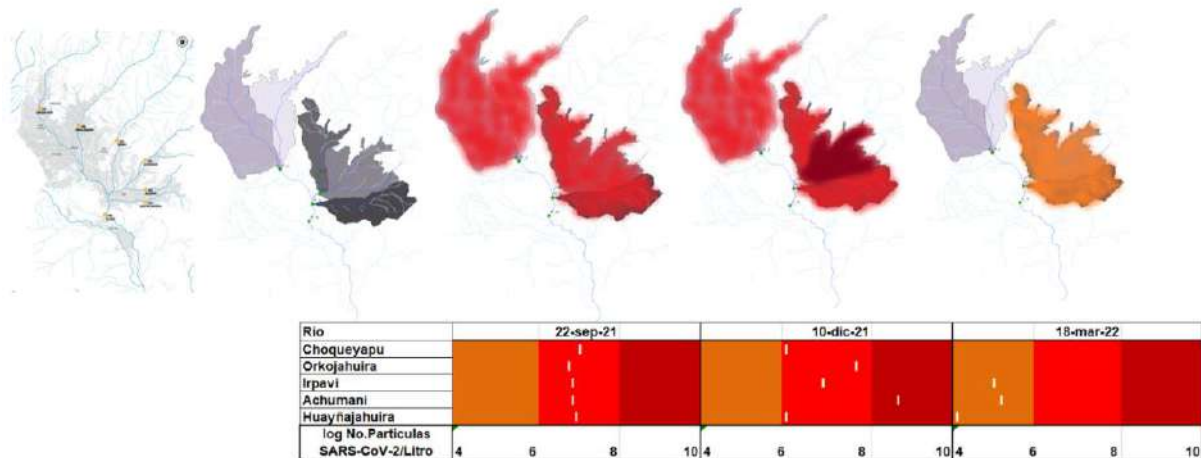 Río 22-sep-21 10-dic-21 18-mar-22
Choqueyapu
Orkojahuira
Irpavi
Achumani
Huayñajahuira
log No.Particulas
SARS-CoV-2/Litro 4 6 8 10 4 6 8 10 4 6 8 10